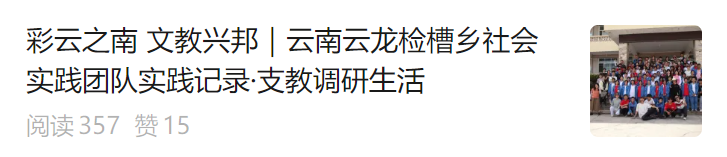 彩云之南 文教兴邦｜云南云龙检槽乡社会
实践团队实践记录·支教调研生活
阅读 357 赞 15